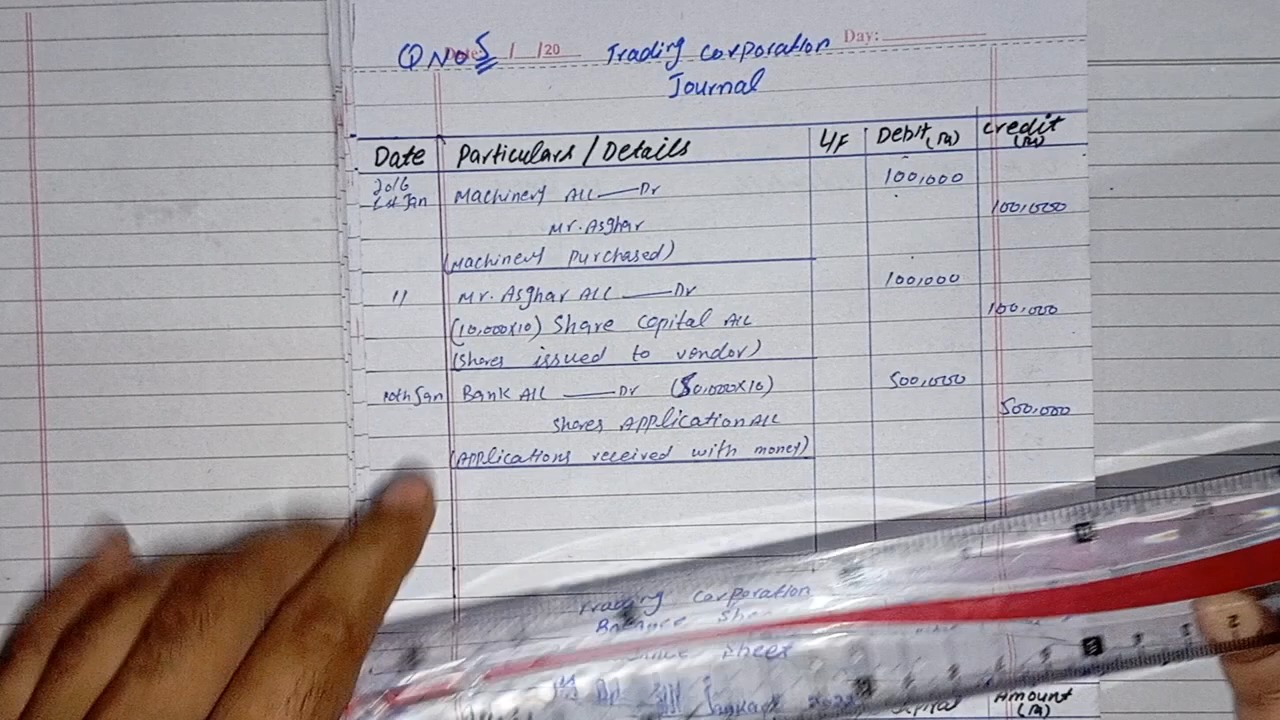 Q No 5 Date / /20 Trading Corporation Day:
Journal
Date Particulars / Details L/F Debit (Rs) Credit (Rs)
2016
1st Jan Machinery A/c — Dr 100,000
Mr. Asghar 100,000
(Machinery Purchased)
" Mr. Asghar A/c — Dr 100,000
(10,000x10) Share Capital A/c 100,000
(Shares issued to vendor)
10th Jan Bank A/c — Dr (50,000x10) 500,000
Shares Application A/c 500,000
(Applications received with money)
Trading Corporation
Balance Sheet
January
Amount
(Rs)